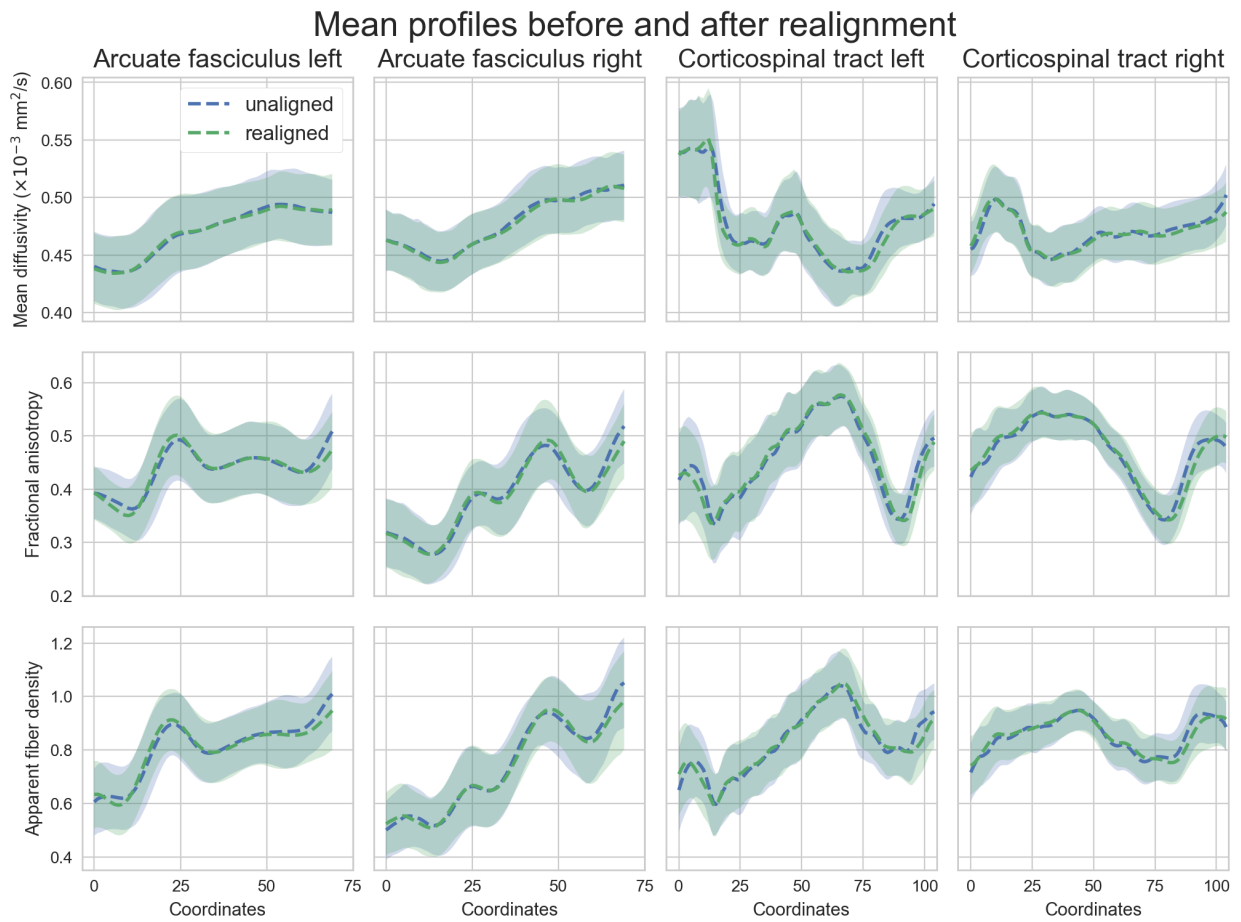 Mean profiles before and after realignment
Arcuate fasciculus left
Arcuate fasciculus right
Corticospinal tract left
Corticospinal tract right
Mean diffusivity (×10⁻³ mm²/s)
0.60
0.55
0.50
0.45
0.40
unaligned
realigned
Fractional anisotropy
0.6
0.5
0.4
0.3
0.2
Apparent fiber density
1.2
1.0
0.8
0.6
0.4
0 25 50 75
0 25 50 75
0 25 50 75 100
0 25 50 75 100
Coordinates
Coordinates
Coordinates
Coordinates